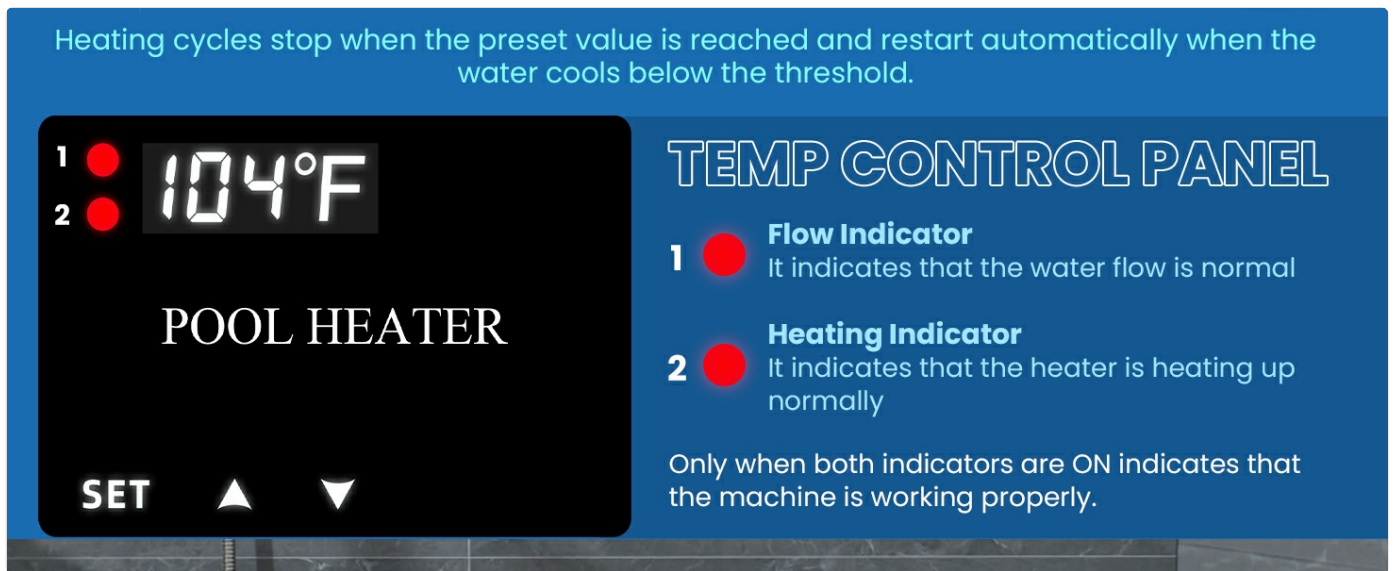 Heating cycles stop when the preset value is reached and restart automatically when the
water cools below the threshold.
1
104°F
2
POOL HEATER
SET
TEMP CONTROL PANEL
1
Flow Indicator
It indicates that the water flow is normal
2
Heating Indicator
It indicates that the heater is heating up
normally
Only when both indicators are ON indicates that
the machine is working properly.